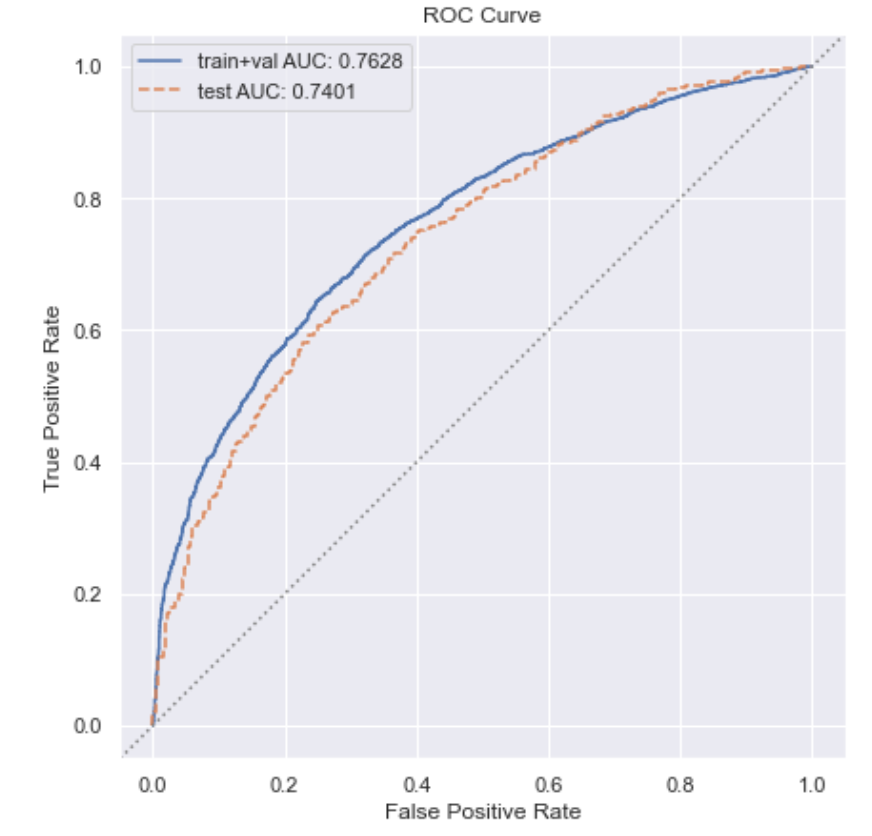 ROC Curve
train+val AUC: 0.7628
test AUC: 0.7401
1.0
0.8
0.6
0.4
0.2
0.0
True Positive Rate
0.0 0.2 0.4 0.6 0.8 1.0
False Positive Rate